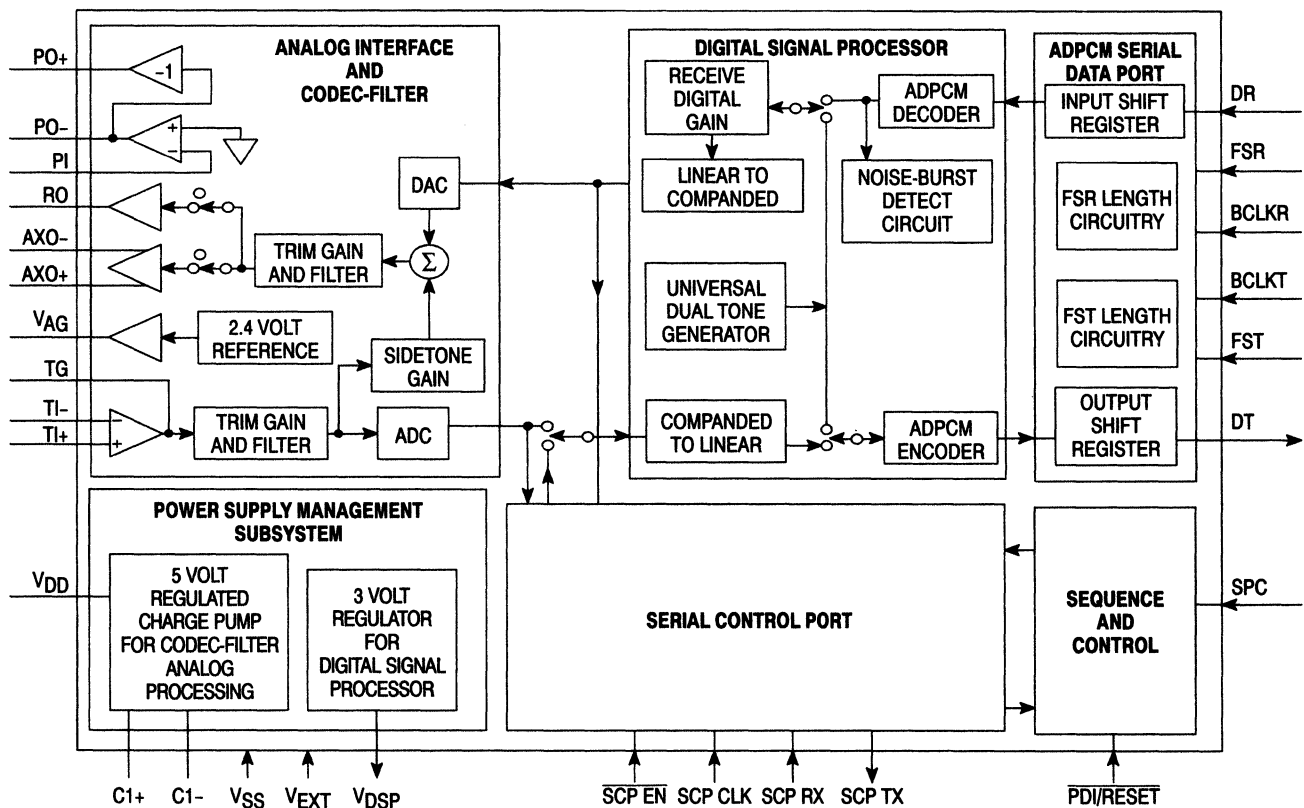 ANALOG INTERFACE
AND
CODEC-FILTER
PO+
–1
PO–
+
–
PI
RO
AXO–
AXO+
VAG
TG
TI–
TI+
–
+
DAC
Σ
TRIM GAIN
AND FILTER
2.4 VOLT
REFERENCE
SIDETONE
GAIN
TRIM GAIN
AND FILTER
ADC
DIGITAL SIGNAL PROCESSOR
RECEIVE
DIGITAL
GAIN
ADPCM
DECODER
LINEAR TO
COMPANDED
NOISE-BURST
DETECT
CIRCUIT
UNIVERSAL
DUAL TONE
GENERATOR
COMPANDED
TO LINEAR
ADPCM
ENCODER
ADPCM SERIAL
DATA PORT
INPUT SHIFT
REGISTER
FSR LENGTH
CIRCUITRY
FST LENGTH
CIRCUITRY
OUTPUT
SHIFT
REGISTER
DR
FSR
BCLKR
BCLKT
FST
DT
POWER SUPPLY MANAGEMENT
SUBSYSTEM
VDD
5 VOLT
REGULATED
CHARGE PUMP
FOR CODEC-FILTER
ANALOG
PROCESSING
3 VOLT
REGULATOR
FOR
DIGITAL SIGNAL
PROCESSOR
SERIAL CONTROL PORT
SEQUENCE
AND
CONTROL
SPC
C1+
C1–
VSS
VEXT
VDSP
SCP EN
SCP CLK
SCP RX
SCP TX
PDI/RESET